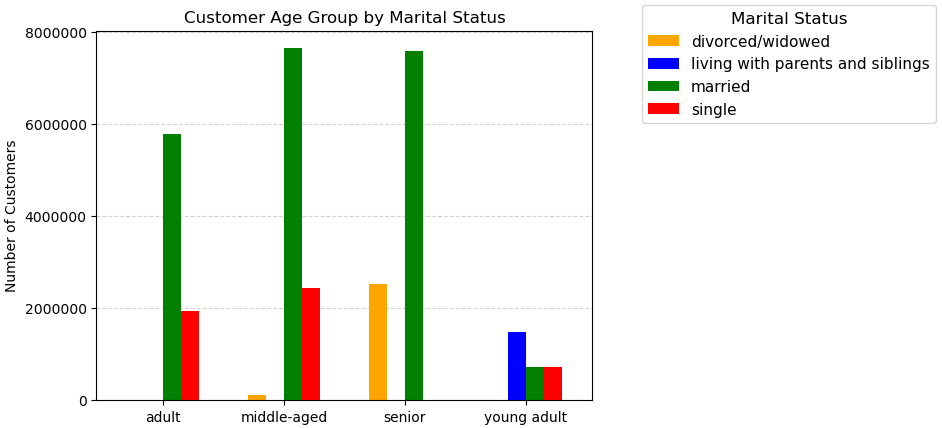 Customer Age Group by Marital Status
Number of Customers
8000000
6000000
4000000
2000000
0
adult
middle-aged
senior
young adult
Marital Status
divorced/widowed
living with parents and siblings
married
single